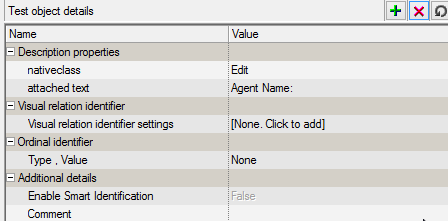 Test object details
Name Value
Description properties
nativeclass Edit
attached text Agent Name:
Visual relation identifier
Visual relation identifier settings [None. Click to add]
Ordinal identifier
Type , Value None
Additional details
Enable Smart Identification False
Comment